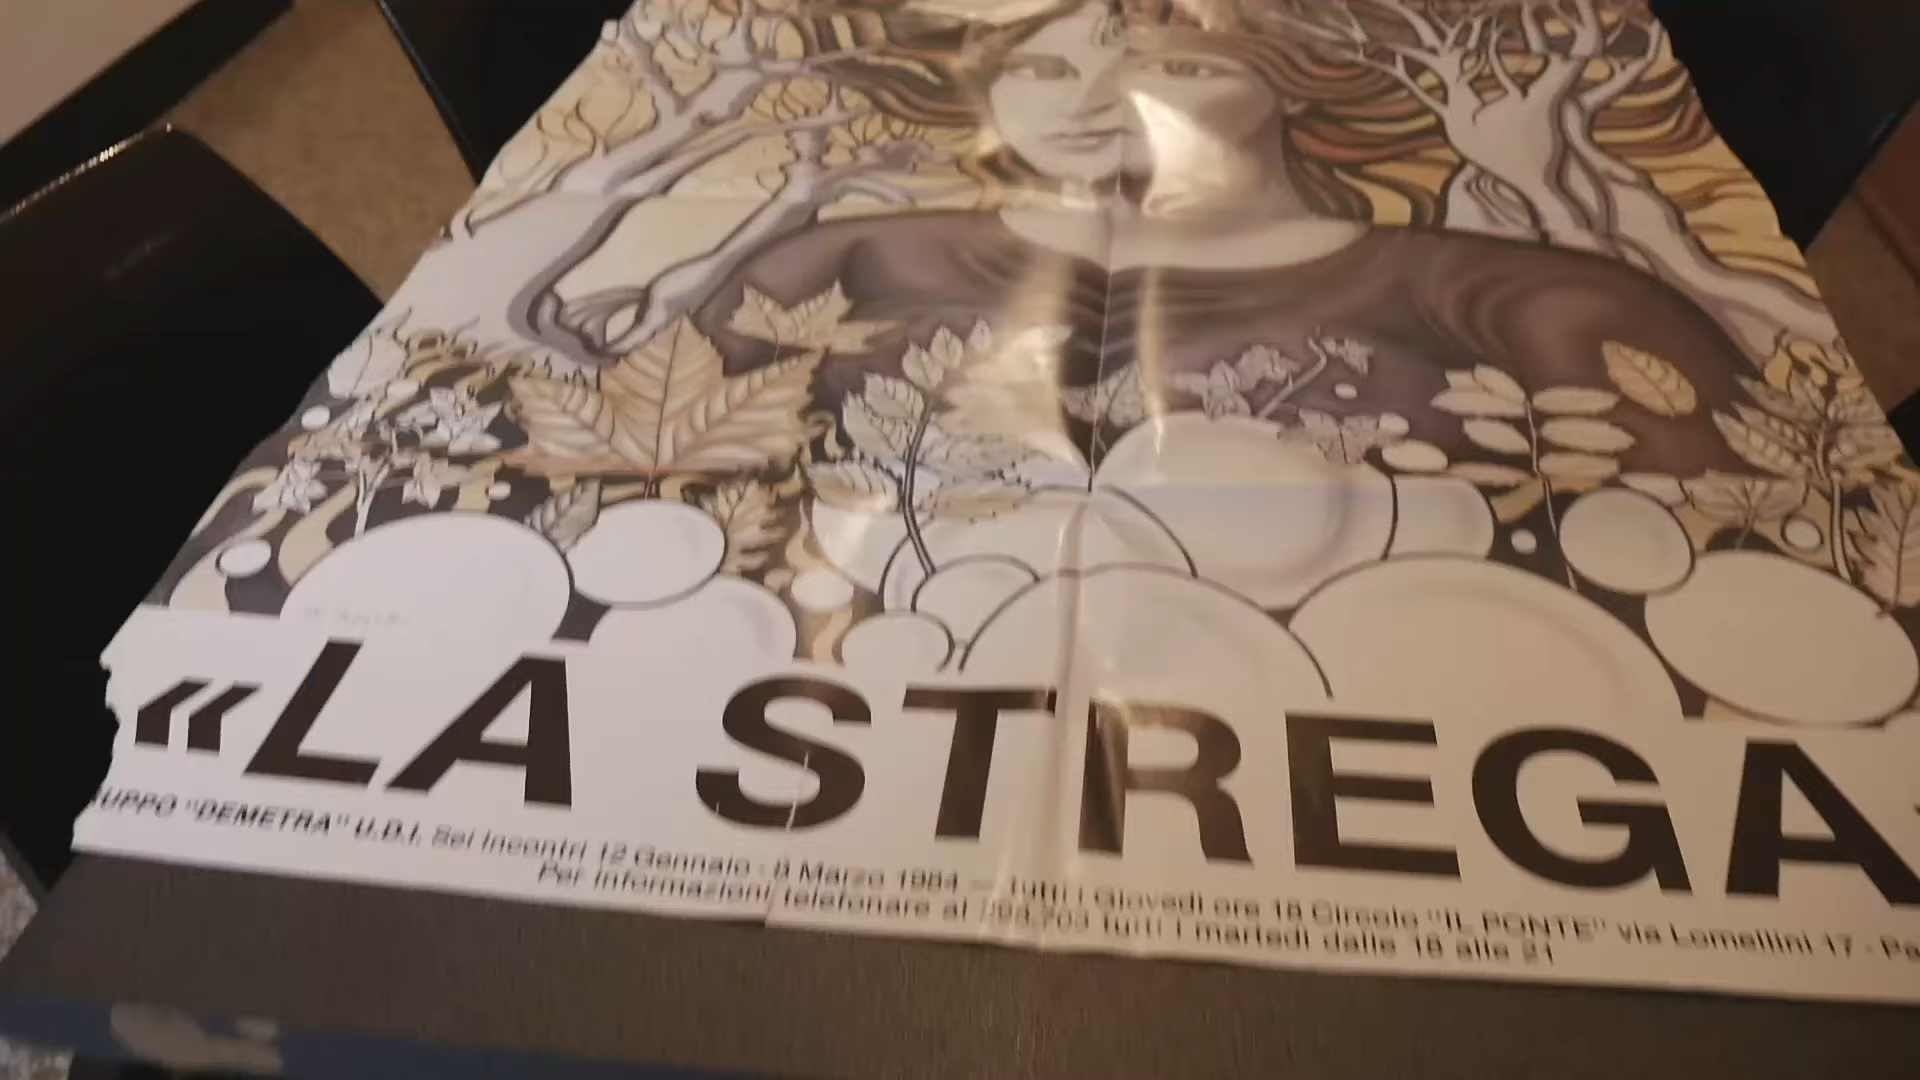 «LA STREGA
UPPO "DEMETRA" U.D.I. Sei Incontri 12 Gennaio - 8 Marzo 1984 — Tutti i Giovedì ore 18 Circolo "IL PONTE" via Lomellini 17 -
Per informazioni telefonare al Tutti i martedì dalle 18 alle 21